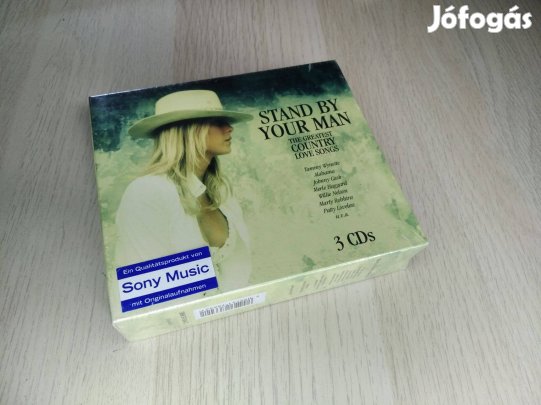 Jófogás
STAND BY
YOUR MAN
THE GREATEST
COUNTRY
LOVE SONGS
Tammy Wynette
Alabama
Johnny Cash
Merle Haggard
Willie Nelson
Marty Robbins
Patty Loveless
u.v.a.
3 CDs
Ein Qualitätsprodukt von
Sony Music
mit Originalaufnahmen